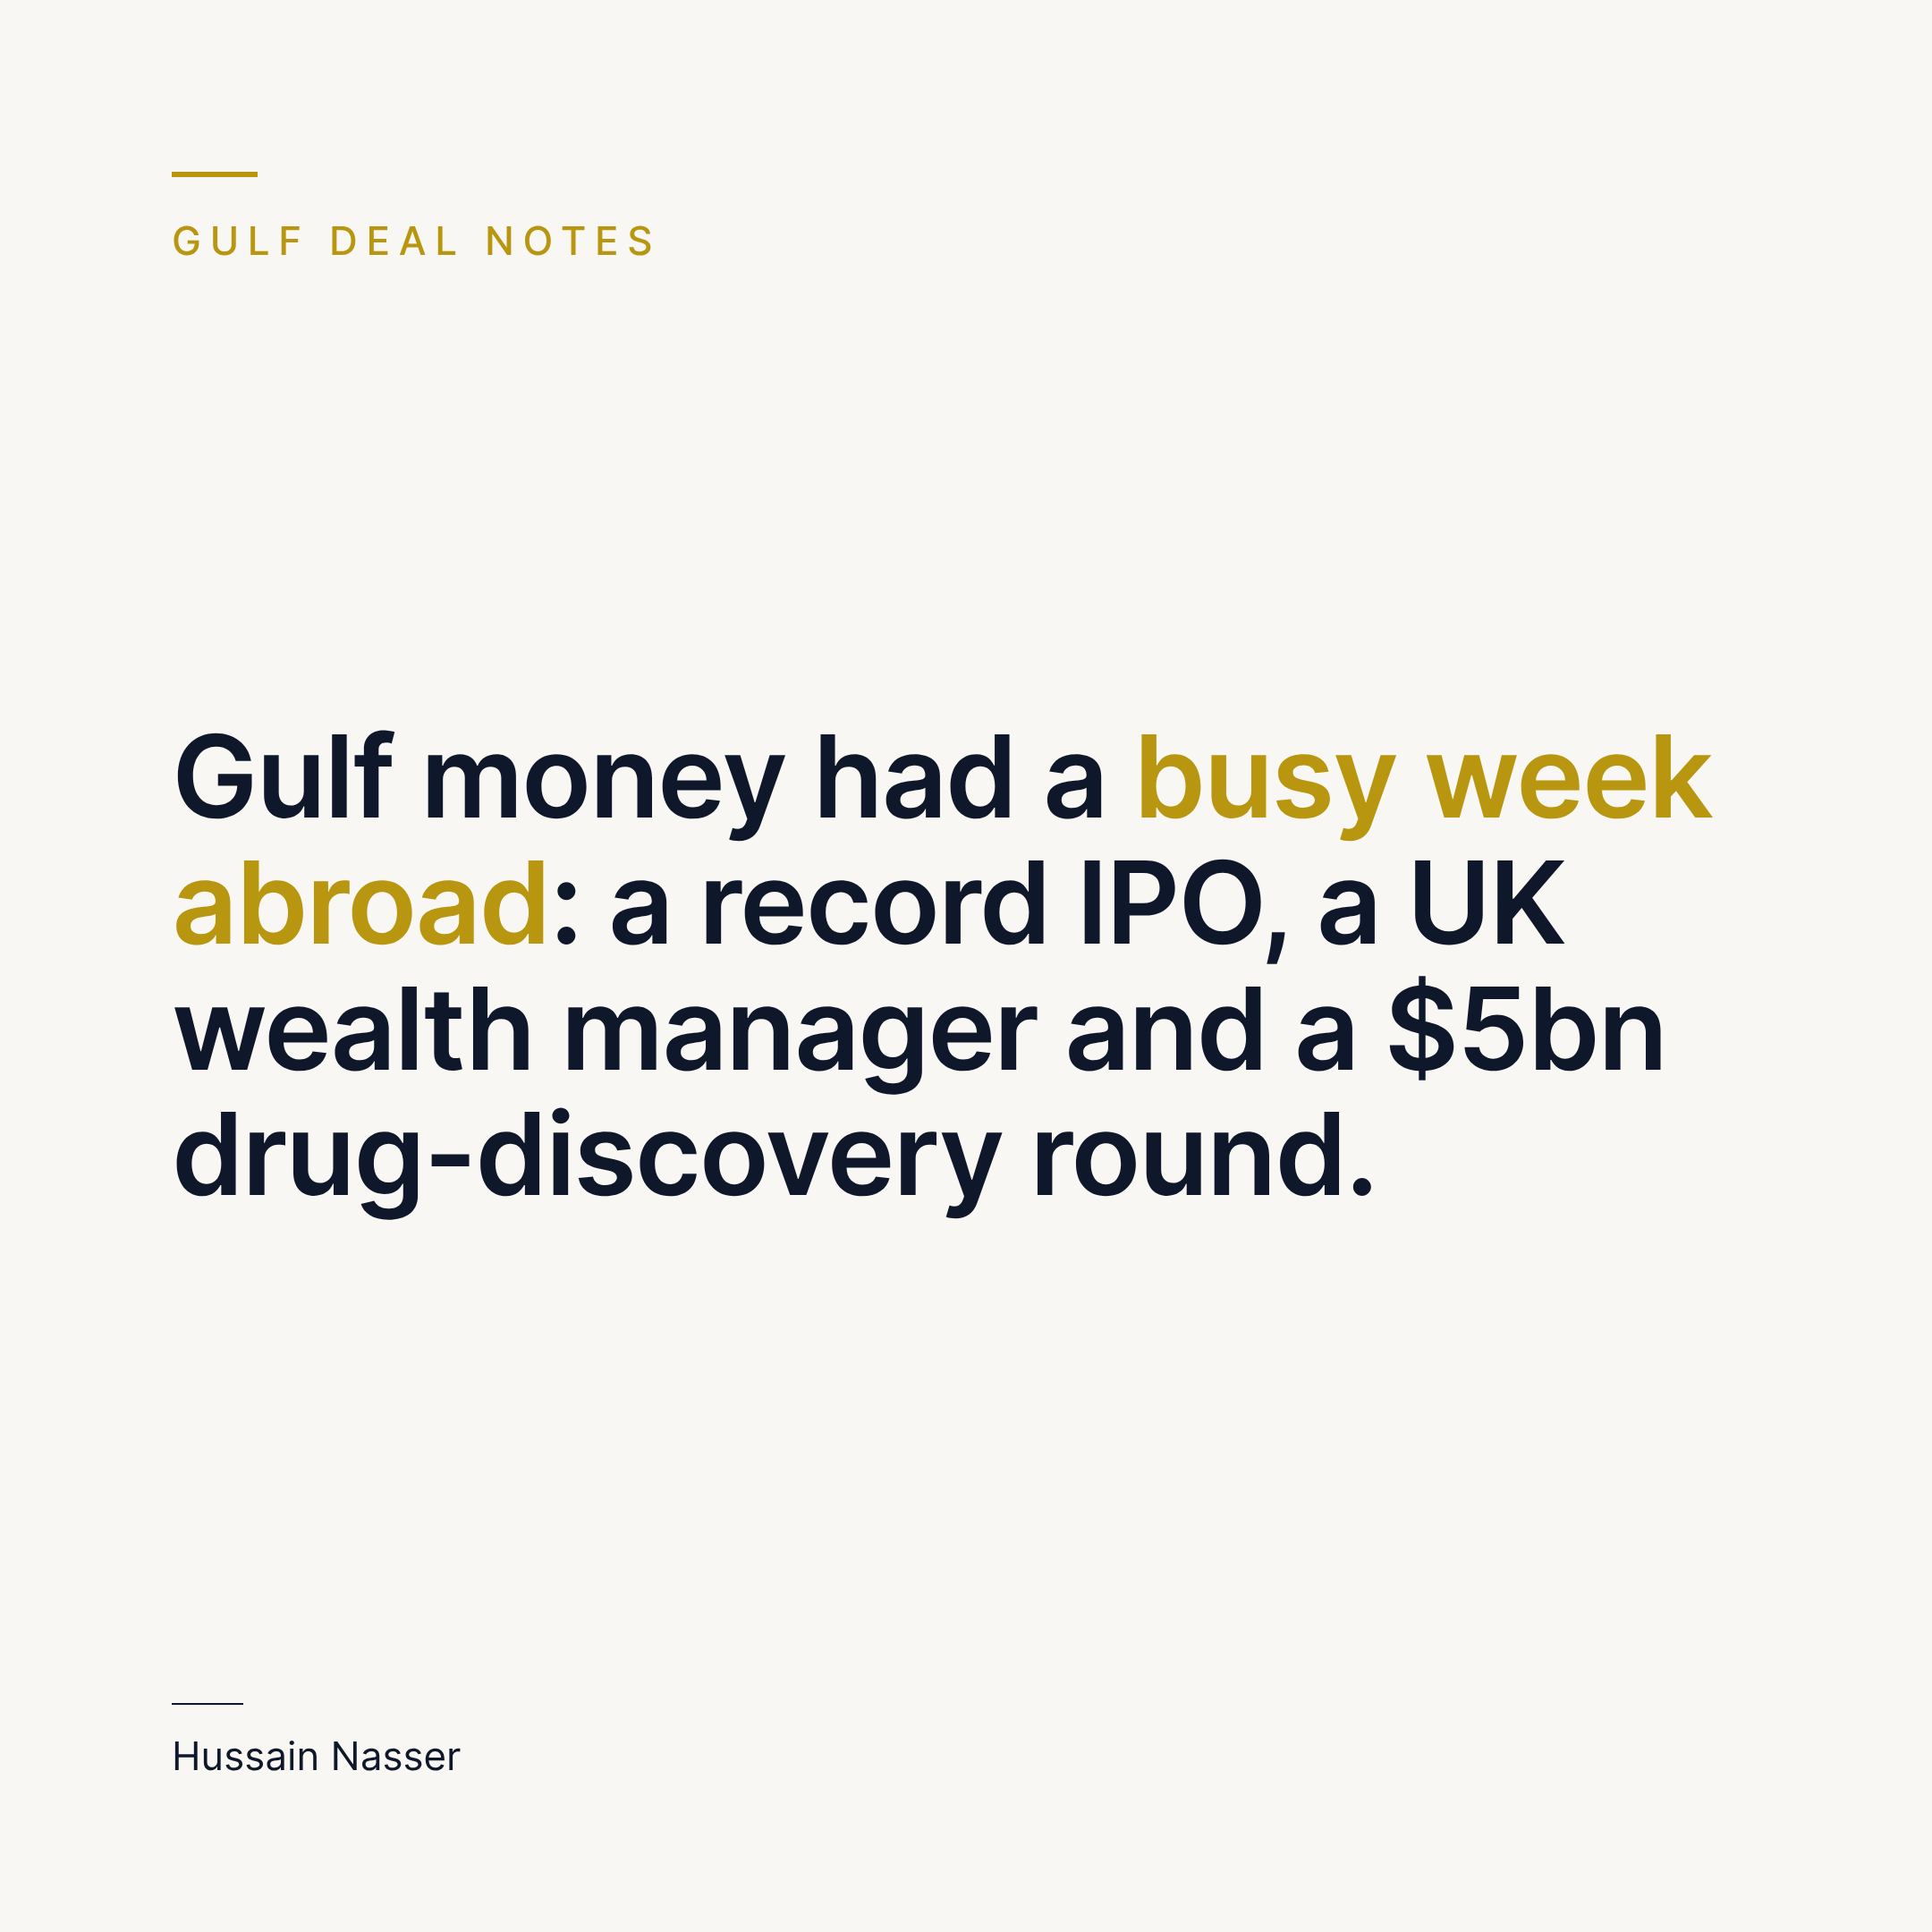 GULF DEAL NOTES
Gulf money had a busy week
abroad: a record IPO, a UK
wealth manager and a $5bn
drug-discovery round.
Hussain Nasser